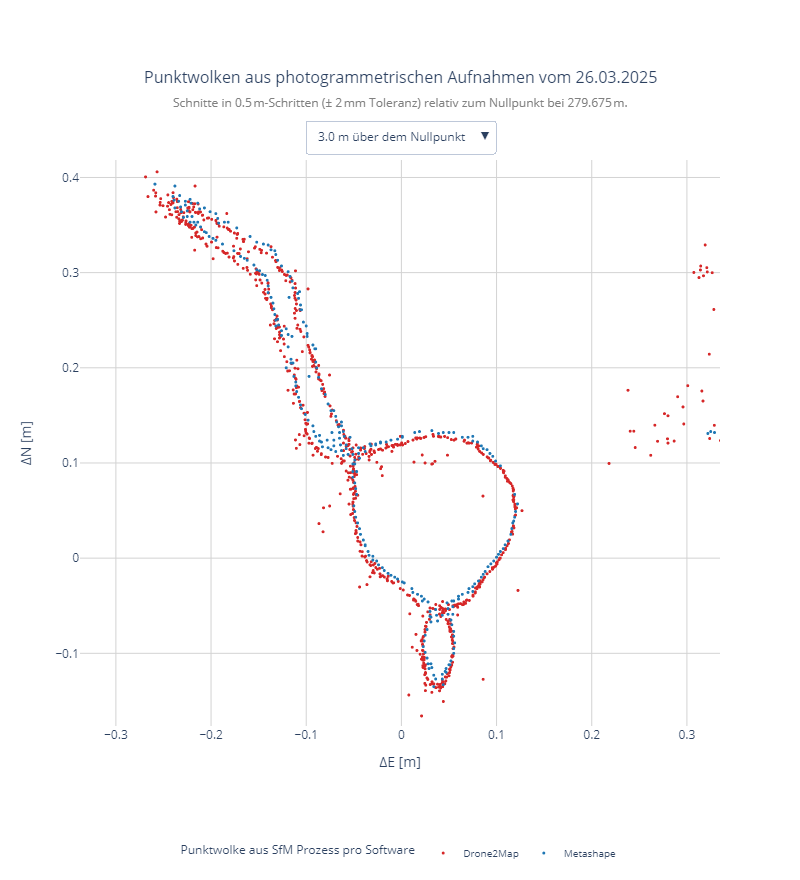 Punktwolken aus photogrammetrischen Aufnahmen vom 26.03.2025
Schnitte in 0.5 m-Schritten (± 2 mm Toleranz) relativ zum Nullpunkt bei 279.675 m.
3.0 m über dem Nullpunkt ▼
0.4
0.3
0.2
0.1
0
−0.1
ΔN [m]
−0.3 −0.2 −0.1 0 0.1 0.2 0.3
ΔE [m]
Punktwolke aus SfM Prozess pro Software Drone2Map Metashape